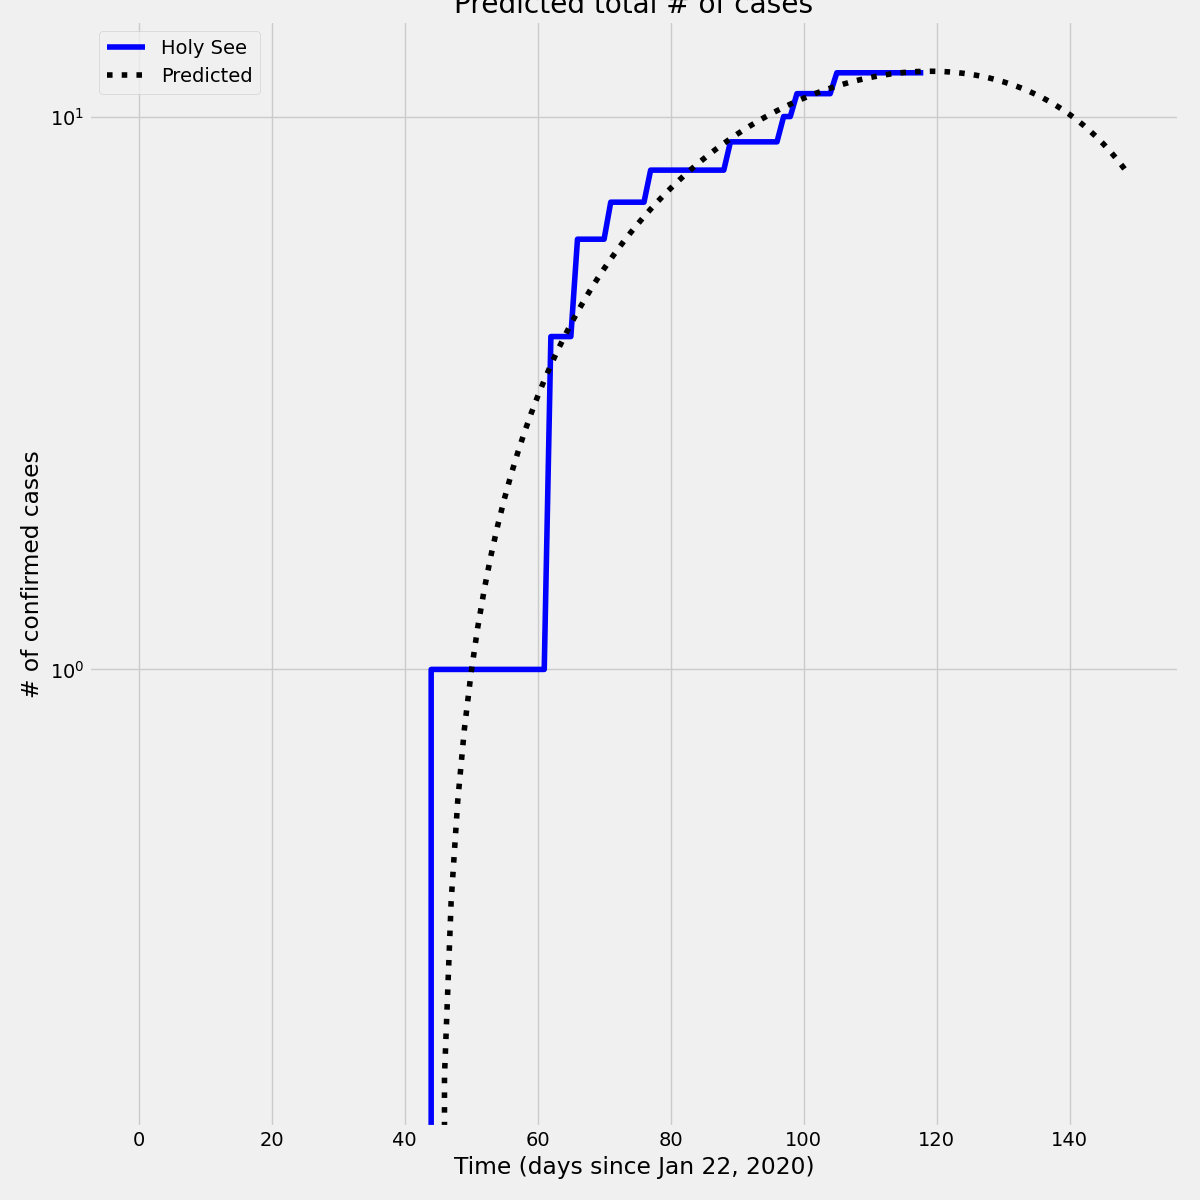 Predicted total # of cases
Holy See
Predicted
10¹
10⁰
# of confirmed cases
0 20 40 60 80 100 120 140
Time (days since Jan 22, 2020)